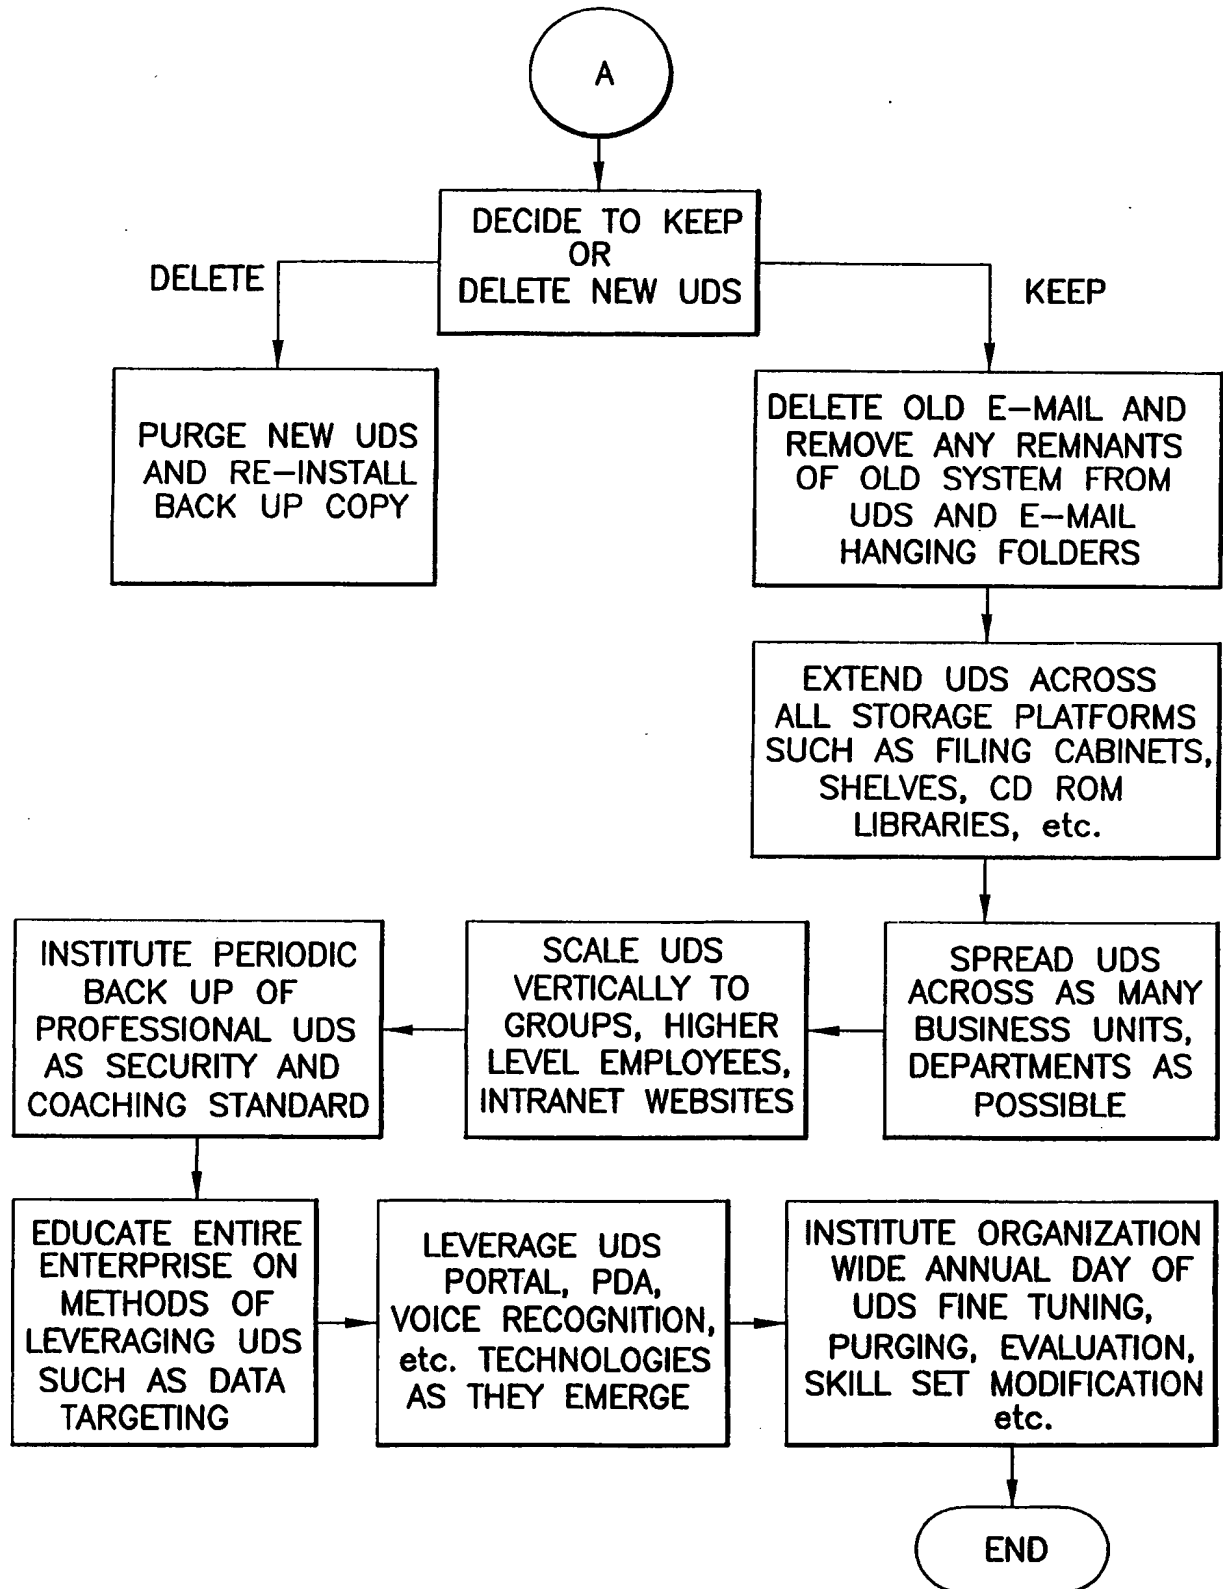 A
DECIDE TO KEEP
OR
DELETE NEW UDS
DELETE
KEEP
PURGE NEW UDS
AND RE-INSTALL
BACK UP COPY
DELETE OLD E-MAIL AND
REMOVE ANY REMNANTS
OF OLD SYSTEM FROM
UDS AND E-MAIL
HANGING FOLDERS
EXTEND UDS ACROSS
ALL STORAGE PLATFORMS
SUCH AS FILING CABINETS,
SHELVES, CD ROM
LIBRARIES, etc.
SPREAD UDS
ACROSS AS MANY
BUSINESS UNITS,
DEPARTMENTS AS
POSSIBLE
SCALE UDS
VERTICALLY TO
GROUPS, HIGHER
LEVEL EMPLOYEES,
INTRANET WEBSITES
INSTITUTE PERIODIC
BACK UP OF
PROFESSIONAL UDS
AS SECURITY AND
COACHING STANDARD
EDUCATE ENTIRE
ENTERPRISE ON
METHODS OF
LEVERAGING UDS
SUCH AS DATA
TARGETING
LEVERAGE UDS
PORTAL, PDA,
VOICE RECOGNITION,
etc. TECHNOLOGIES
AS THEY EMERGE
INSTITUTE ORGANIZATION
WIDE ANNUAL DAY OF
UDS FINE TUNING,
PURGING, EVALUATION,
SKILL SET MODIFICATION
etc.
END